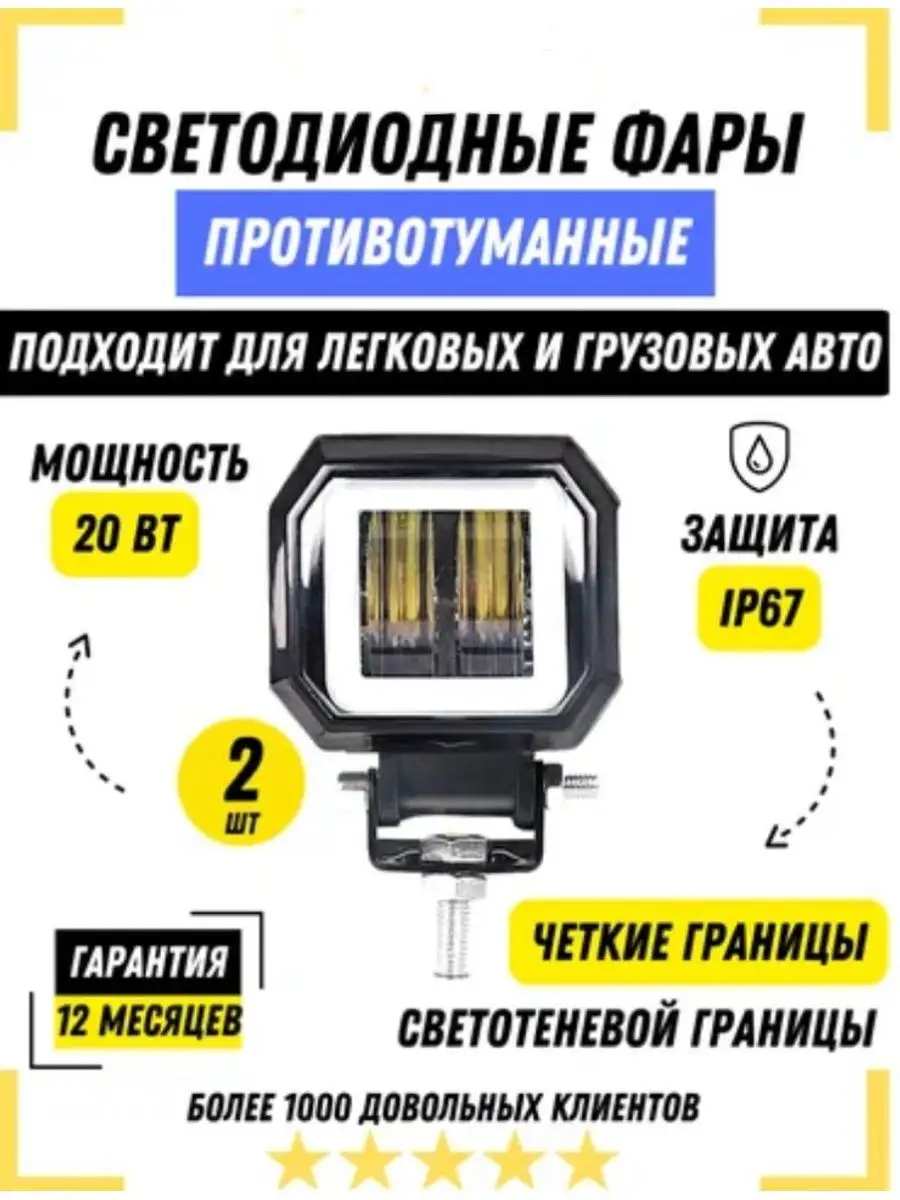 СВЕТОДИОДНЫЕ ФАРЫ
ПРОТИВОТУМАННЫЕ
ПОДХОДИТ ДЛЯ ЛЕГКОВЫХ И ГРУЗОВЫХ АВТО
МОЩНОСТЬ
20 ВТ
ЗАЩИТА
IP67
2
ШТ
ГАРАНТИЯ
12 МЕСЯЦЕВ
ЧЕТКИЕ ГРАНИЦЫ
СВЕТОТЕНЕВОЙ ГРАНИЦЫ
БОЛЕЕ 1000 ДОВОЛЬНЫХ КЛИЕНТОВ